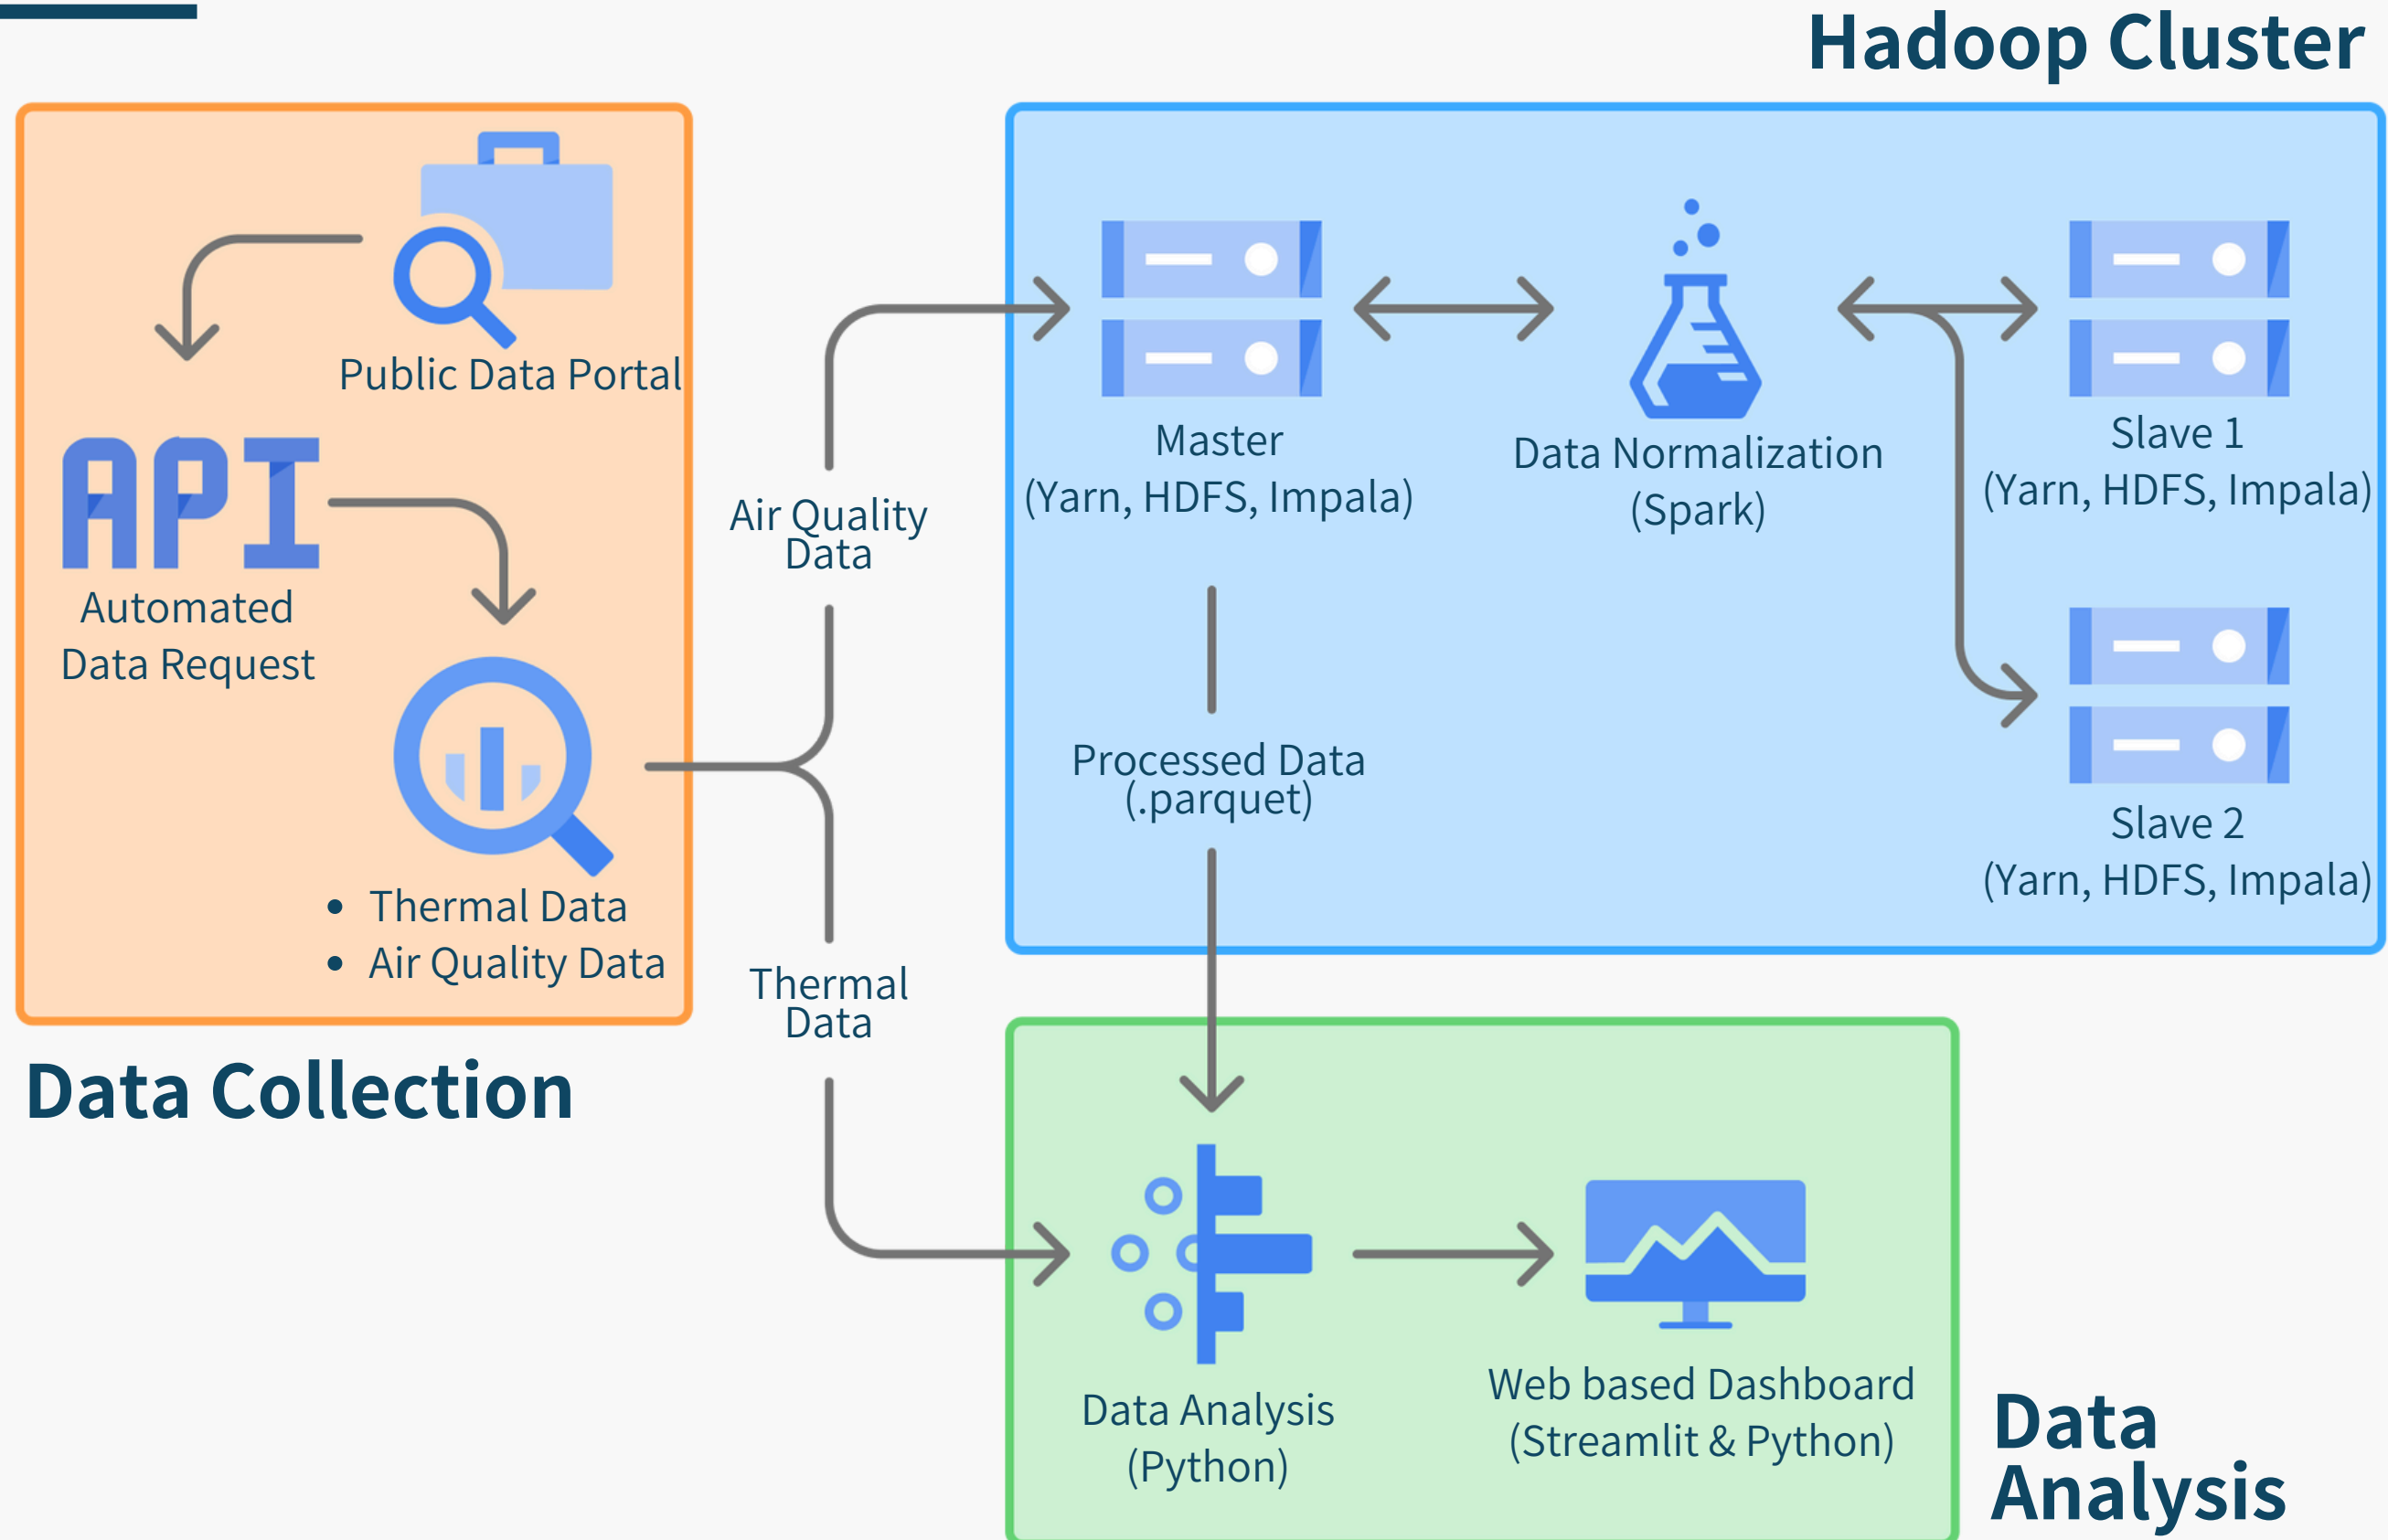 Hadoop Cluster
Public Data Portal
API
Automated
Data Request
• Thermal Data
• Air Quality Data
Data Collection
Air Quality
Data
Thermal
Data
Master
(Yarn, HDFS, Impala)
Data Normalization
(Spark)
Slave 1
(Yarn, HDFS, Impala)
Slave 2
(Yarn, HDFS, Impala)
Processed Data
(.parquet)
Data Analysis
(Python)
Web based Dashboard
(Streamlit & Python)
Data
Analysis